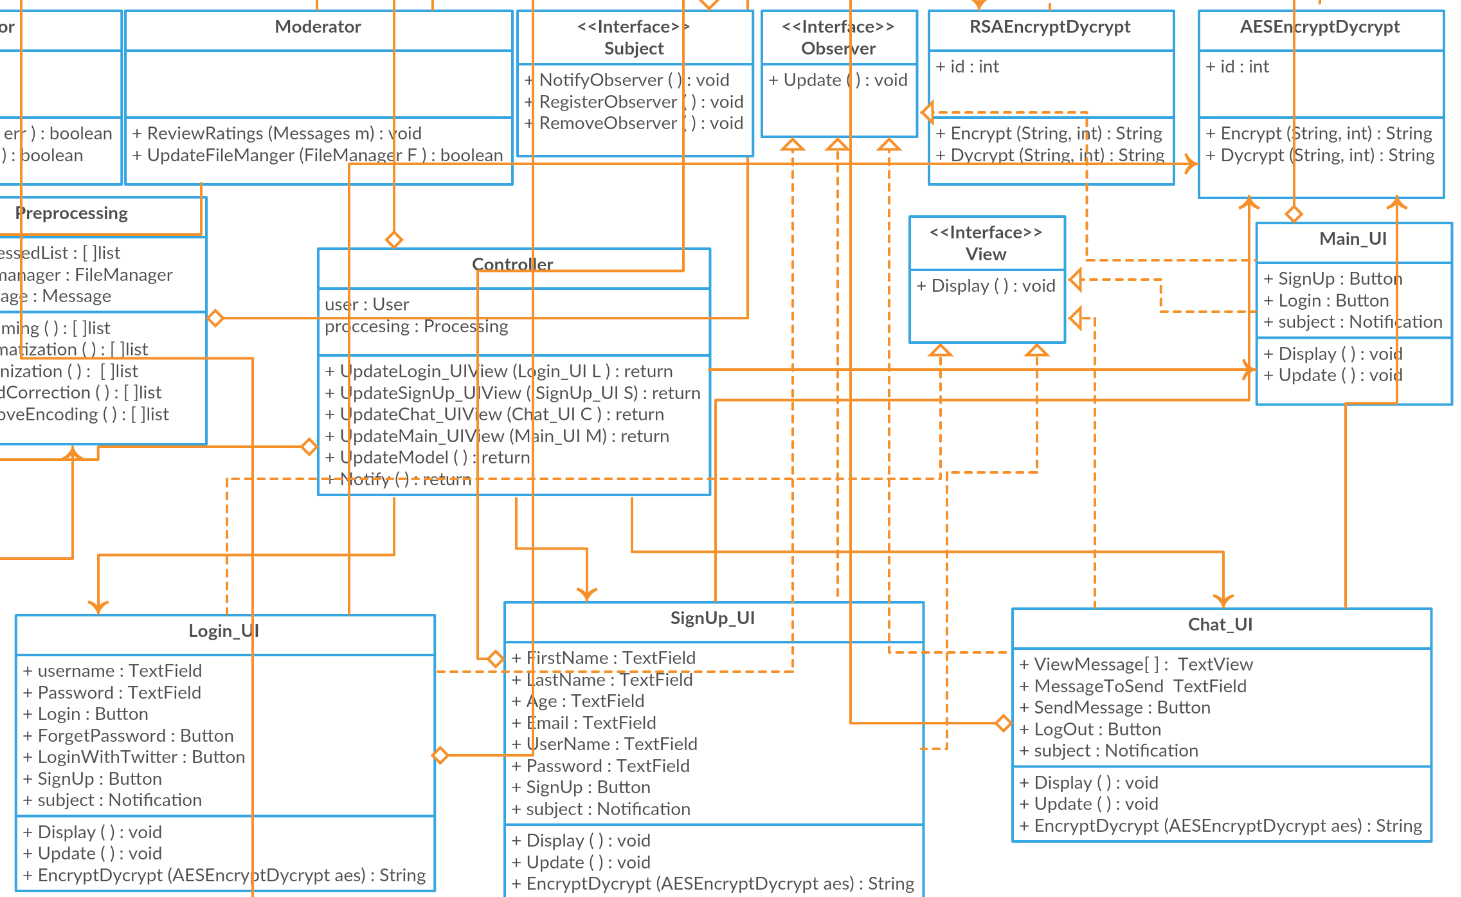 or
err ) : boolean
) : boolean
Moderator
+ ReviewRatings (Messages m) : void
+ UpdateFileManger (FileManager F ) : boolean
<<Interface>>
Subject
+ NotifyObserver ( ) : void
+ RegisterObserver ( ) : void
+ RemoveObserver ( ) : void
<<Interface>>
Observer
+ Update ( ) : void
RSAEncryptDycrypt
+ id : int
+ Encrypt (String, int) : String
+ Dycrypt (String, int) : String
AESEncryptDycrypt
+ id : int
+ Encrypt (String, int) : String
+ Dycrypt (String, int) : String
Preprocessing
essedList : [ ]list
manager : FileManager
age : Message
ming ( ) : [ ]list
matization ( ) : [ ]list
nization ( ) :  [ ]list
dCorrection ( ) : [ ]list
oveEncoding ( ) : [ ]list
Controller
user : User
proccesing : Processing
+ UpdateLogin_UIView (Login_UI L ) : return
+ UpdateSignUp_UIView ( SignUp_UI S) : return
+ UpdateChat_UIView (Chat_UI C ) : return
+ UpdateMain_UIView (Main_UI M) : return
+ UpdateModel ( ) : return
+ Notify ( ) : return
<<Interface>>
View
+ Display ( ) : void
Main_UI
+ SignUp : Button
+ Login : Button
+ subject : Notification
+ Display ( ) : void
+ Update ( ) : void
Login_UI
+ username : TextField
+ Password : TextField
+ Login : Button
+ ForgetPassword : Button
+ LoginWithTwitter : Button
+ SignUp : Button
+ subject : Notification
+ Display ( ) : void
+ Update ( ) : void
+ EncryptDycrypt (AESEncryptDycrypt aes) : String
SignUp_UI
+ FirstName : TextField
+ LastName : TextField
+ Age : TextField
+ Email : TextField
+ UserName : TextField
+ Password : TextField
+ SignUp : Button
+ subject : Notification
+ Display ( ) : void
+ Update ( ) : void
+ EncryptDycrypt (AESEncryptDycrypt aes) : String
Chat_UI
+ ViewMessage[ ] :  TextView
+ MessageToSend  TextField
+ SendMessage : Button
+ LogOut : Button
+ subject : Notification
+ Display ( ) : void
+ Update ( ) : void
+ EncryptDycrypt (AESEncryptDycrypt aes) : String